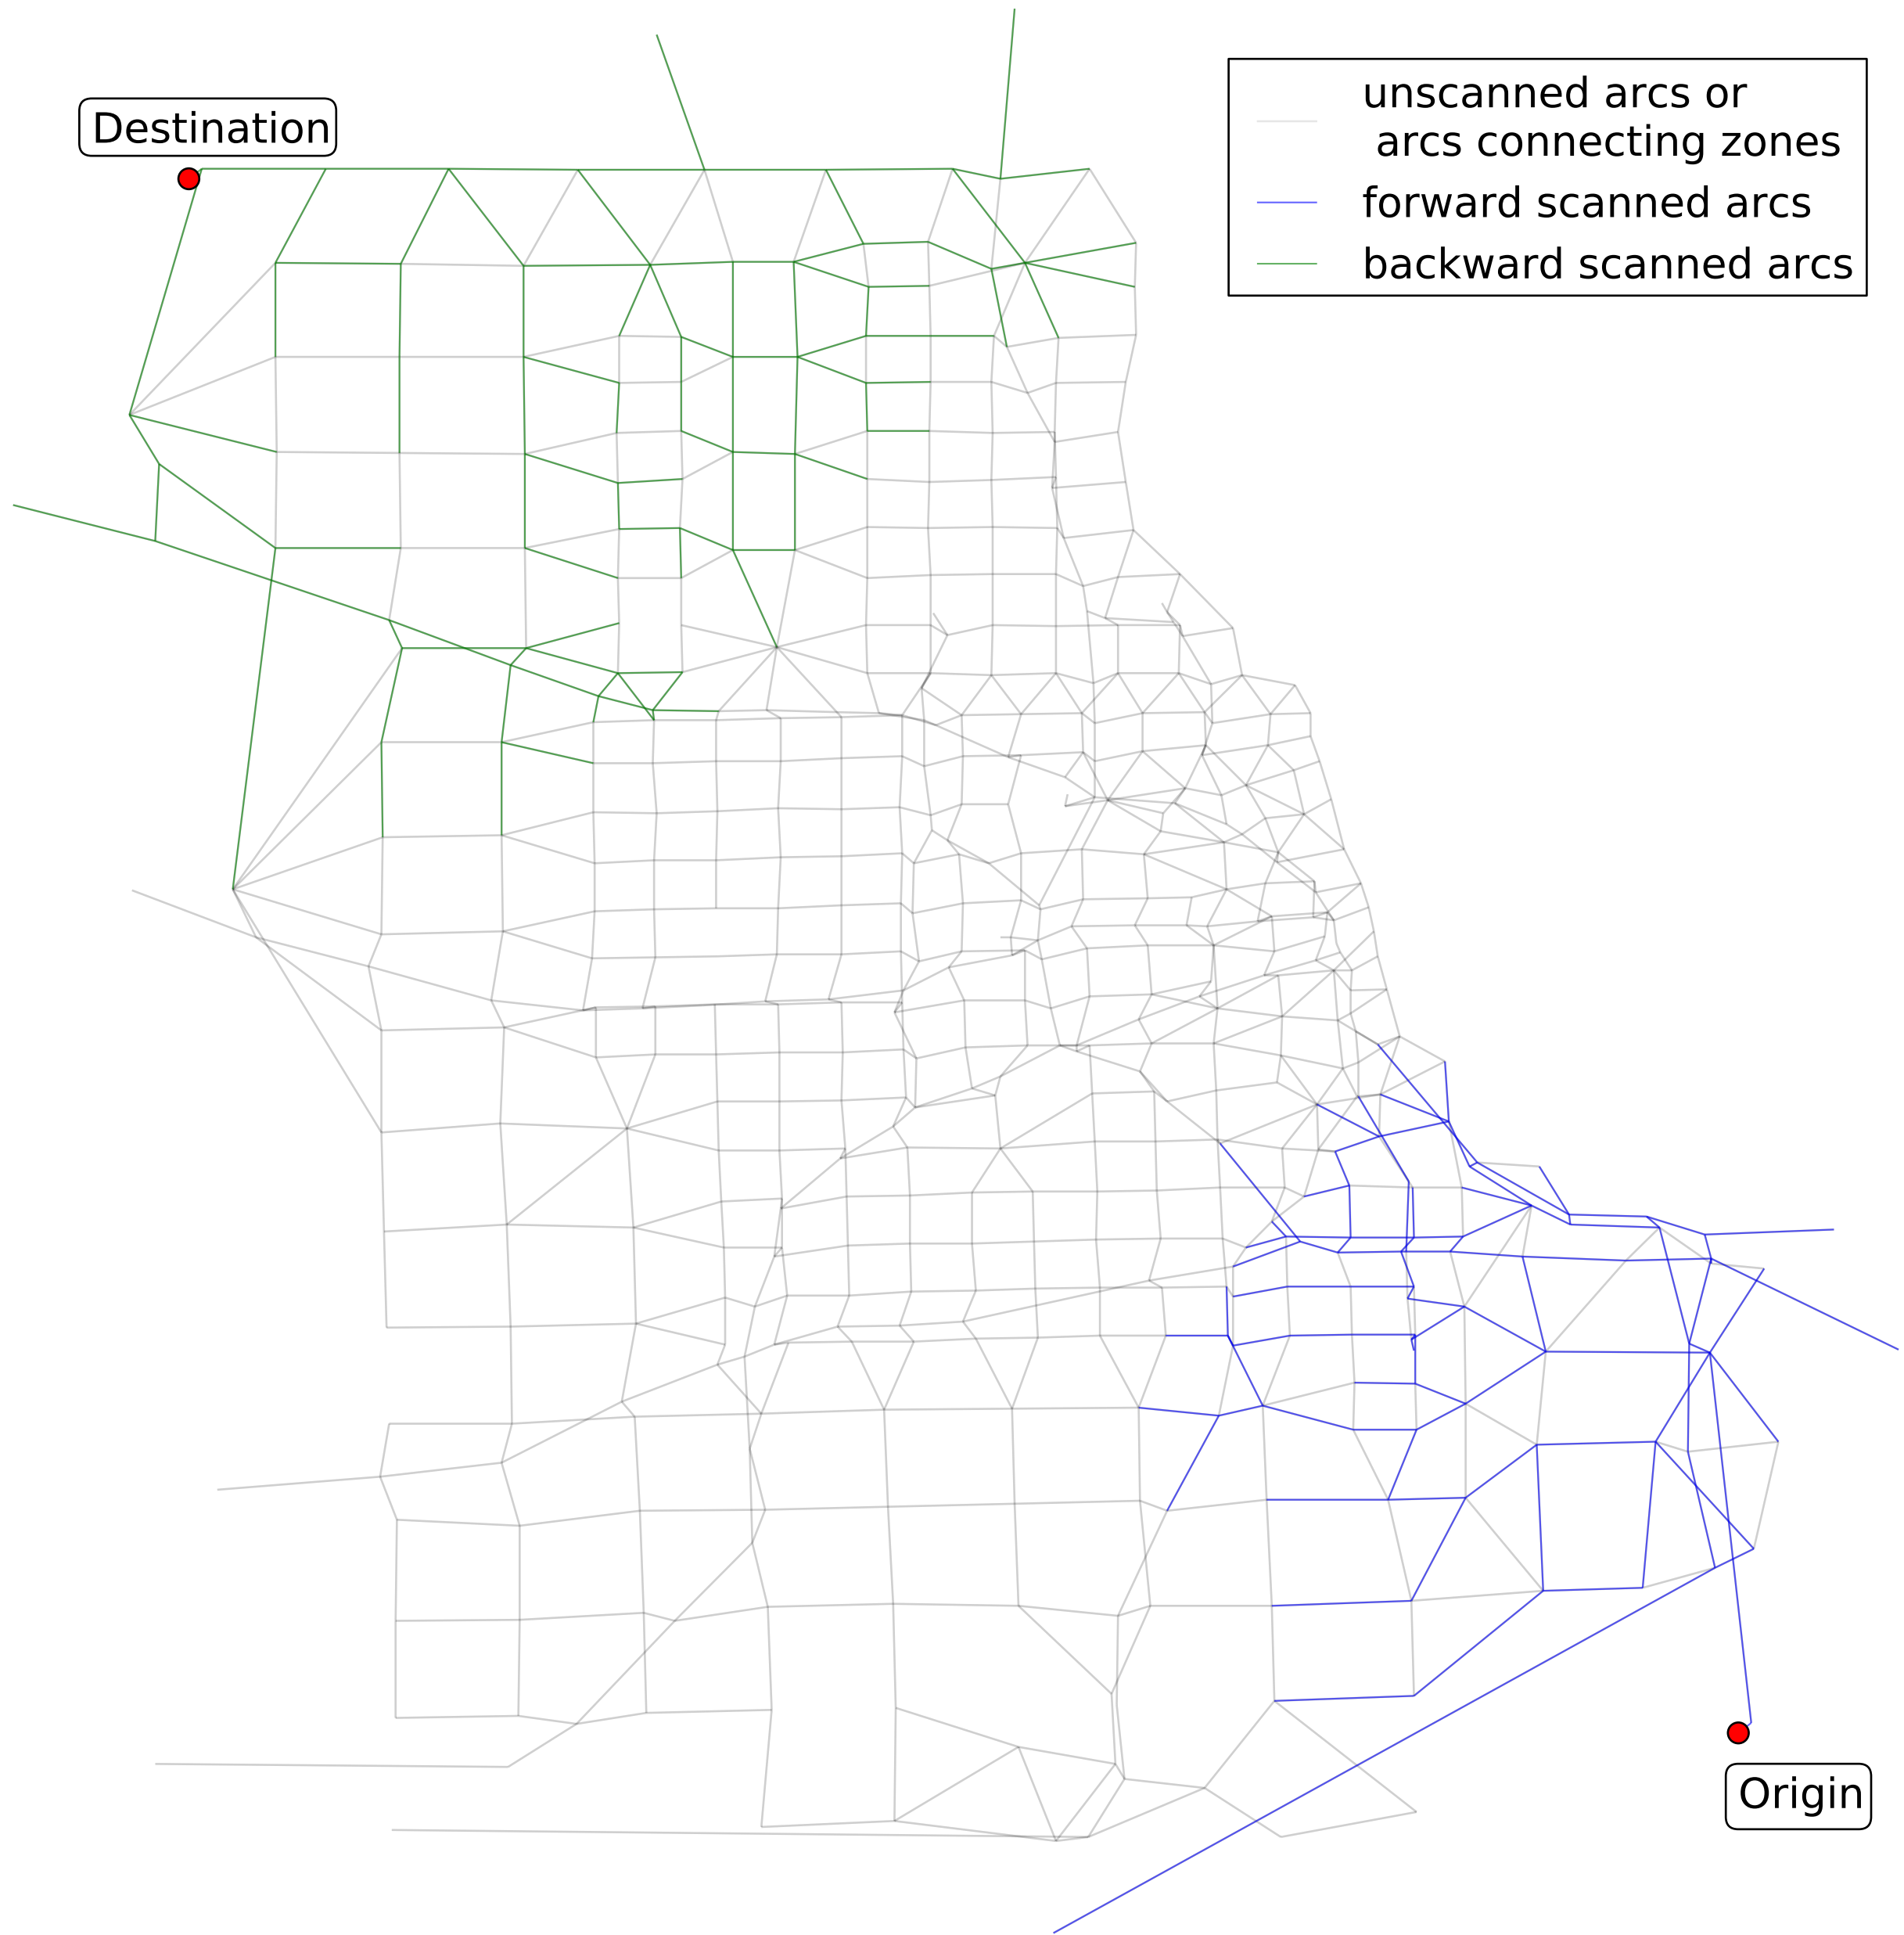 Destination
unscanned arcs or
arcs connecting zones
forward scanned arcs
backward scanned arcs
Origin